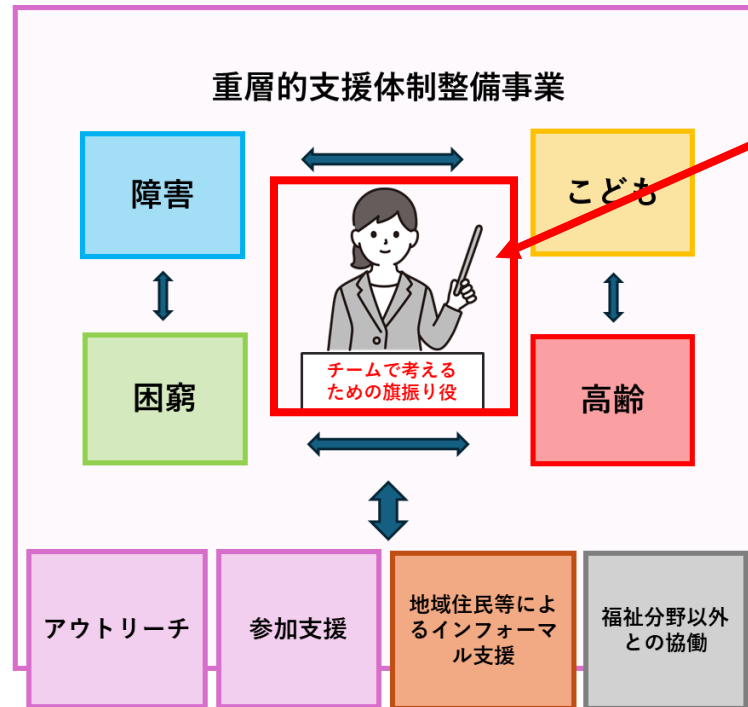 重層的支援体制整備事業
障害
こども
チームで考える
ための旗振り役
困窮
高齢
アウトリーチ
参加支援
地域住民等によ
るインフォーマ
ル支援
福祉分野以外
との協働